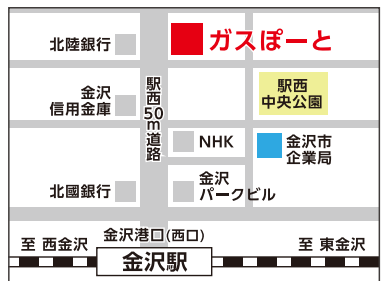 北陸銀行
ガスぽーと
金沢
信用金庫
駅西50m道路
駅西
中央公園
NHK
金沢市
企業局
北國銀行
金沢
パークビル
至 西金沢
金沢港口(西口)
至 東金沢
金沢駅